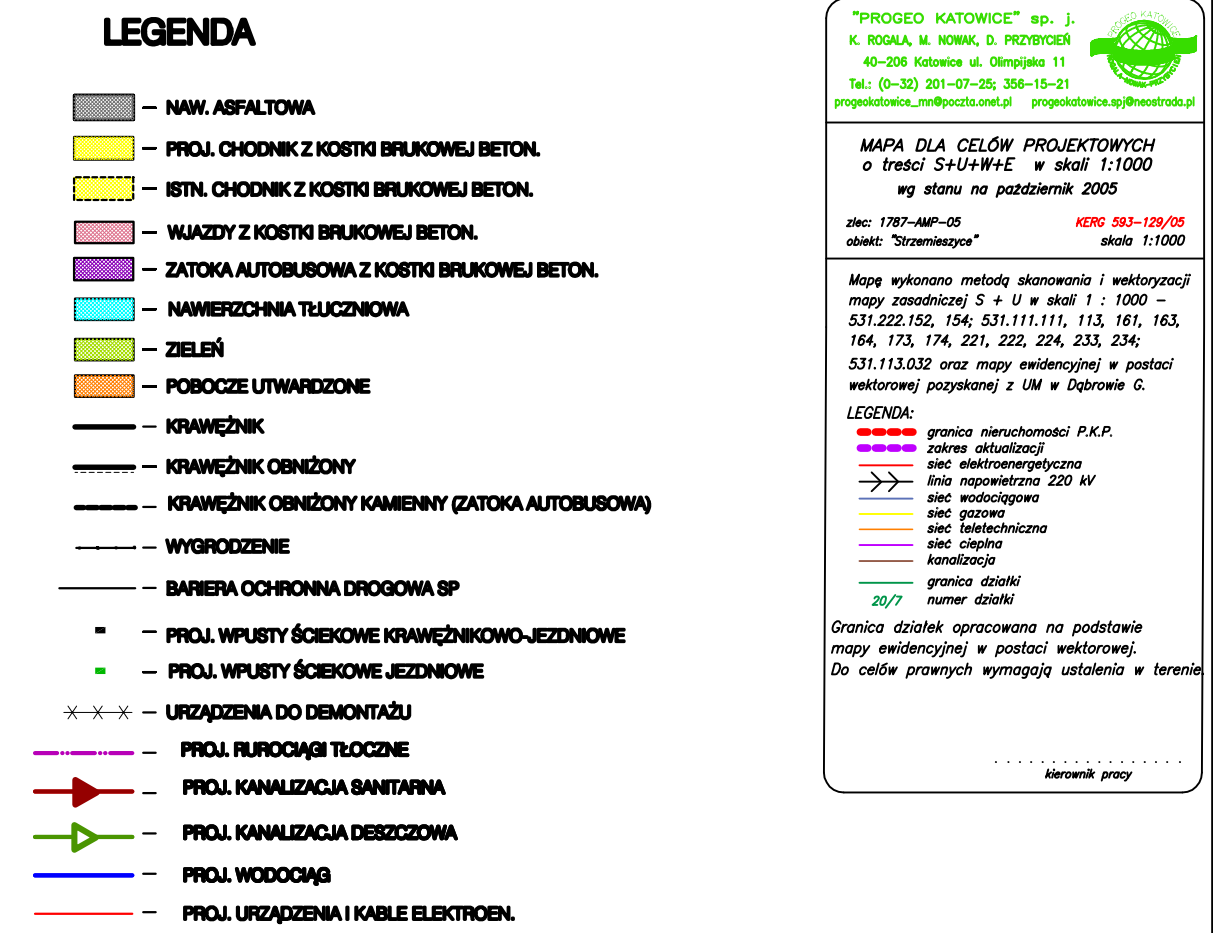 LEGENDA
– NAW. ASFALTOWA
– PROJ. CHODNIK Z KOSTKI BRUKOWEJ BETON.
– ISTN. CHODNIK Z KOSTKI BRUKOWEJ BETON.
– WJAZDY Z KOSTKI BRUKOWEJ BETON.
– ZATOKA AUTOBUSOWA Z KOSTKI BRUKOWEJ BETON.
– NAWIERZCHNIA TŁUCZNIOWA
– ZIELEŃ
– POBOCZE UTWARDZONE
– KRAWĘŻNIK
– KRAWĘŻNIK OBNIŻONY
– KRAWĘŻNIK OBNIŻONY KAMIENNY (ZATOKA AUTOBUSOWA)
– WYGRODZENIE
– BARIERA OCHRONNA DROGOWA SP
– PROJ. WPUSTY ŚCIEKOWE KRAWĘŻNIKOWO-JEZDNIOWE
– PROJ. WPUSTY ŚCIEKOWE JEZDNIOWE
– URZĄDZENIA DO DEMONTAŻU
– PROJ. RUROCIĄGI TŁOCZNE
– PROJ. KANALIZACJA SANITARNA
– PROJ. KANALIZACJA DESZCZOWA
– PROJ. WODOCIĄG
– PROJ. URZĄDZENIA I KABLE ELEKTROEN.
"PROGEO KATOWICE" sp. j.
K. ROGALA, M. NOWAK, D. PRZYBYCIEŃ
40-206 Katowice ul. Olimpijska 11
Tel.: (0-32) 201-07-25; 356-15-21
progeokatowice_mn@poczta.onet.pl progeokatowice.spj@neostrada.pl
PROGEO KATOWICE
ROGALA-NOWAK-PRZYBYCIEŃ
MAPA DLA CELÓW PROJEKTOWYCH
o treści S+U+W+E w skali 1:1000
wg stanu na październik 2005
zlec: 1787-AMP-05 KERG 593-129/05
obiekt: "Strzemieszyce" skala 1:1000
Mapę wykonano metodą skanowania i wektoryzacji
mapy zasadniczej S + U w skali 1 : 1000 –
531.222.152, 154; 531.111.111, 113, 161, 163,
164, 173, 174, 221, 222, 224, 233, 234;
531.113.032 oraz mapy ewidencyjnej w postaci
wektorowej pozyskanej z UM w Dąbrowie G.
LEGENDA:
granica nieruchomości P.K.P.
zakres aktualizacji
sieć elektroenergetyczna
linia napowietrzna 220 kV
sieć wodociągowa
sieć gazowa
sieć teletechniczna
sieć cieplna
kanalizacja
granica działki
20/7 numer działki
Granica działek opracowana na podstawie
mapy ewidencyjnej w postaci wektorowej.
Do celów prawnych wymagają ustalenia w terenie.
. . . . . . . . . . . . . . . . .
kierownik pracy